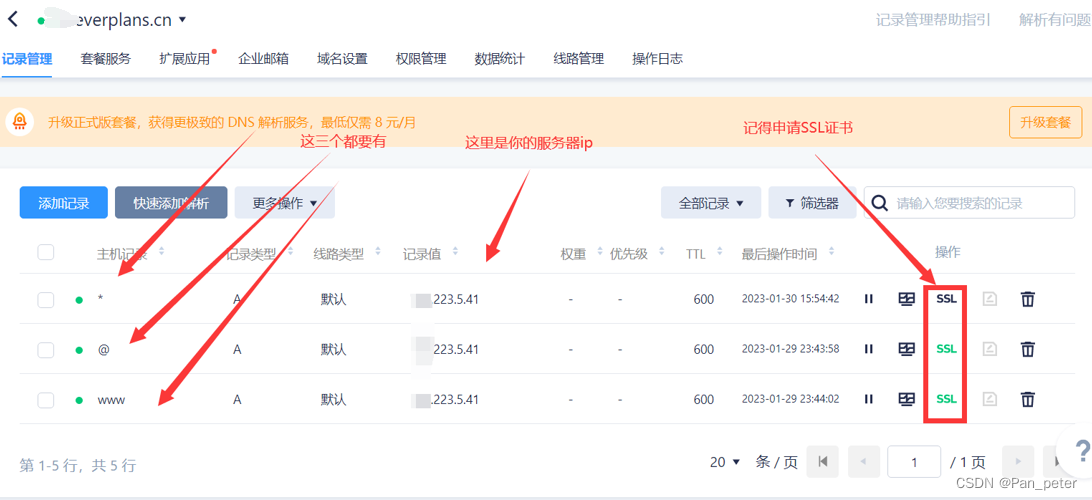 everplans.cn
记录管理帮助指引 解析有问题
记录管理 套餐服务 扩展应用 企业邮箱 域名设置 权限管理 数据统计 线路管理 操作日志
升级正式版套餐，获得更极致的 DNS 解析服务，最低仅需 8 元/月 升级套餐
这三个都要有 这里是你的服务器ip 记得申请SSL证书
添加记录 快速添加解析 更多操作 全部记录 筛选器 请输入您要搜索的记录
主机记录 记录类型 线路类型 记录值 权重 优先级 TTL 最后操作时间 操作
* A 默认 .223.5.41 - - 600 2023-01-30 15:54:42 SSL
@ A 默认 .223.5.41 - - 600 2023-01-29 23:43:58 SSL
www A 默认 .223.5.41 - - 600 2023-01-29 23:44:02 SSL
第 1-5 行，共 5 行 20 条 / 页 1 / 1 页
?
CSDN @Pan_peter